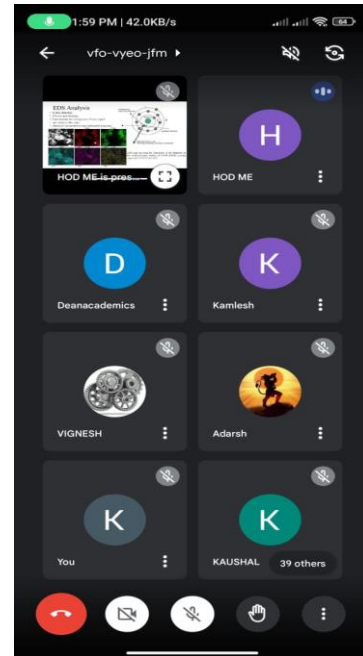 1:59 PM | 42.0KB/s
64
vfo-vyeo-jfm
EDS Analysis
HOD ME is pres...
H
HOD ME
D
Deanacademics
K
Kamlesh
VIGNESH
Adarsh
K
You
K
KAUSHAL
39 others